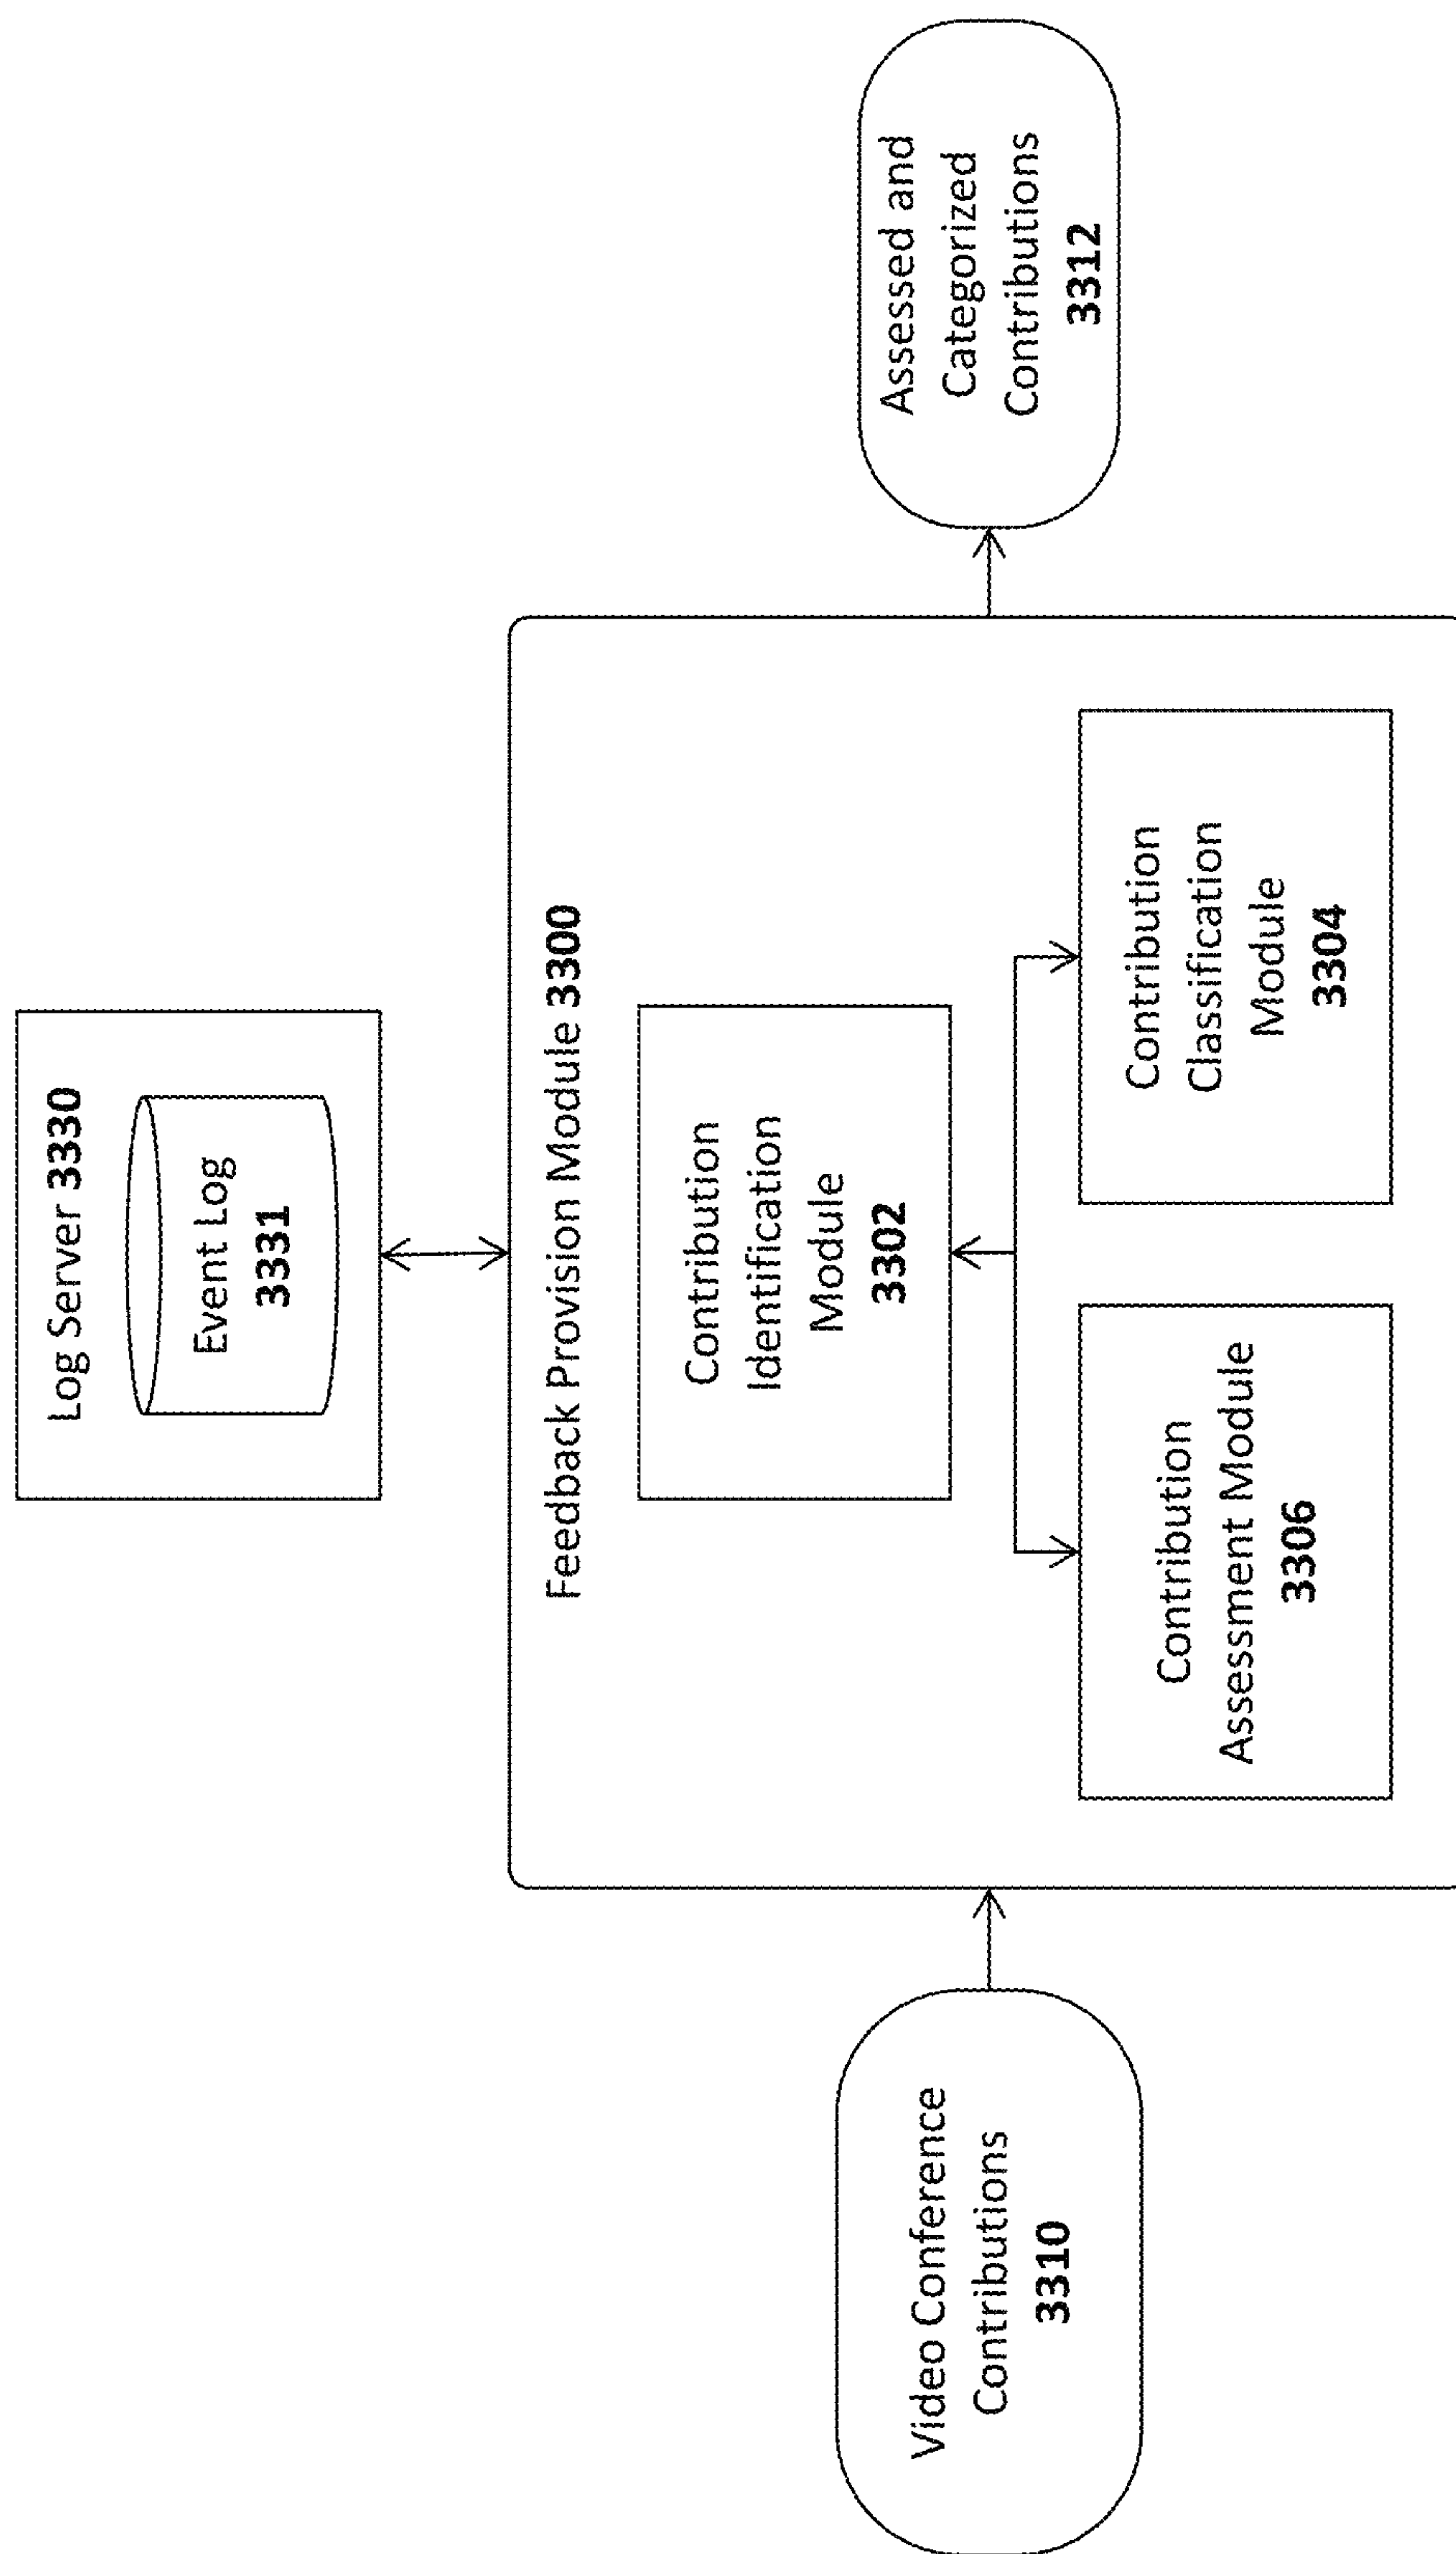 Log Server 3330
Event Log
3331
Feedback Provision Module 3300
Contribution
Identification
Module
3302
Video Conference
Contributions
3310
Contribution
Assessment Module
3306
Contribution
Classification
Module
3304
Assessed and
Categorized
Contributions
3312